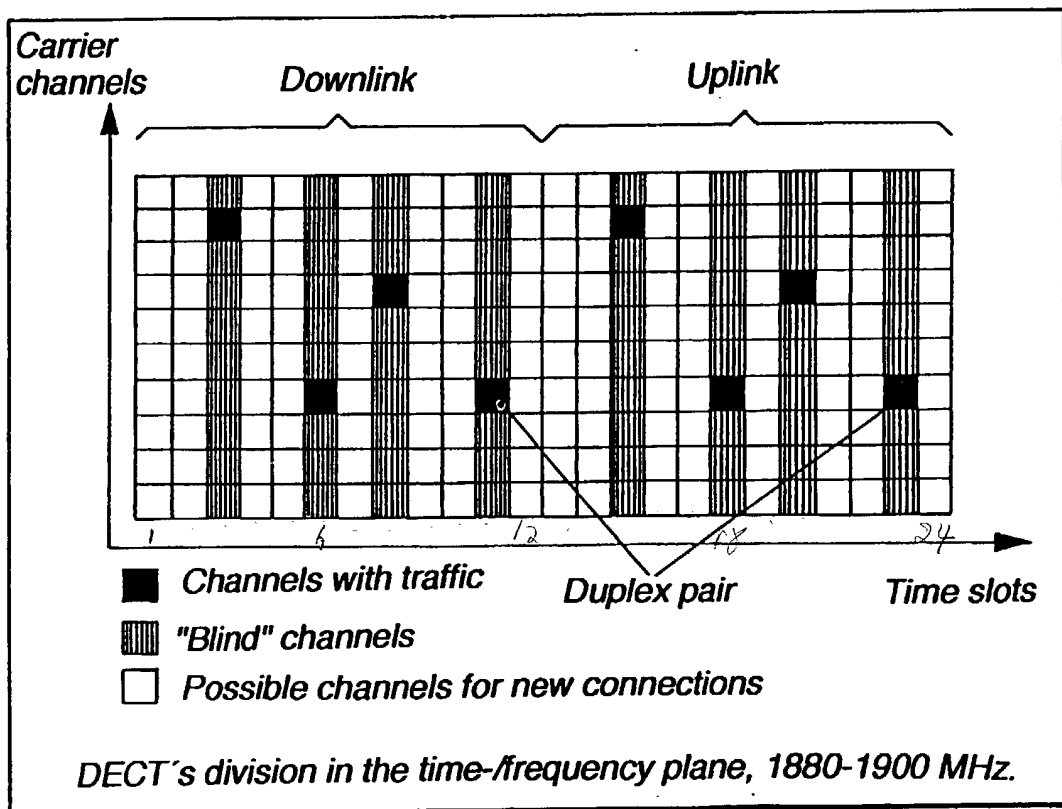 Carrier
channels
Downlink
Uplink
1 6 12 18 24
Channels with traffic
Duplex pair
Time slots
"Blind" channels
Possible channels for new connections
DECT´s division in the time-/frequency plane, 1880-1900 MHz.